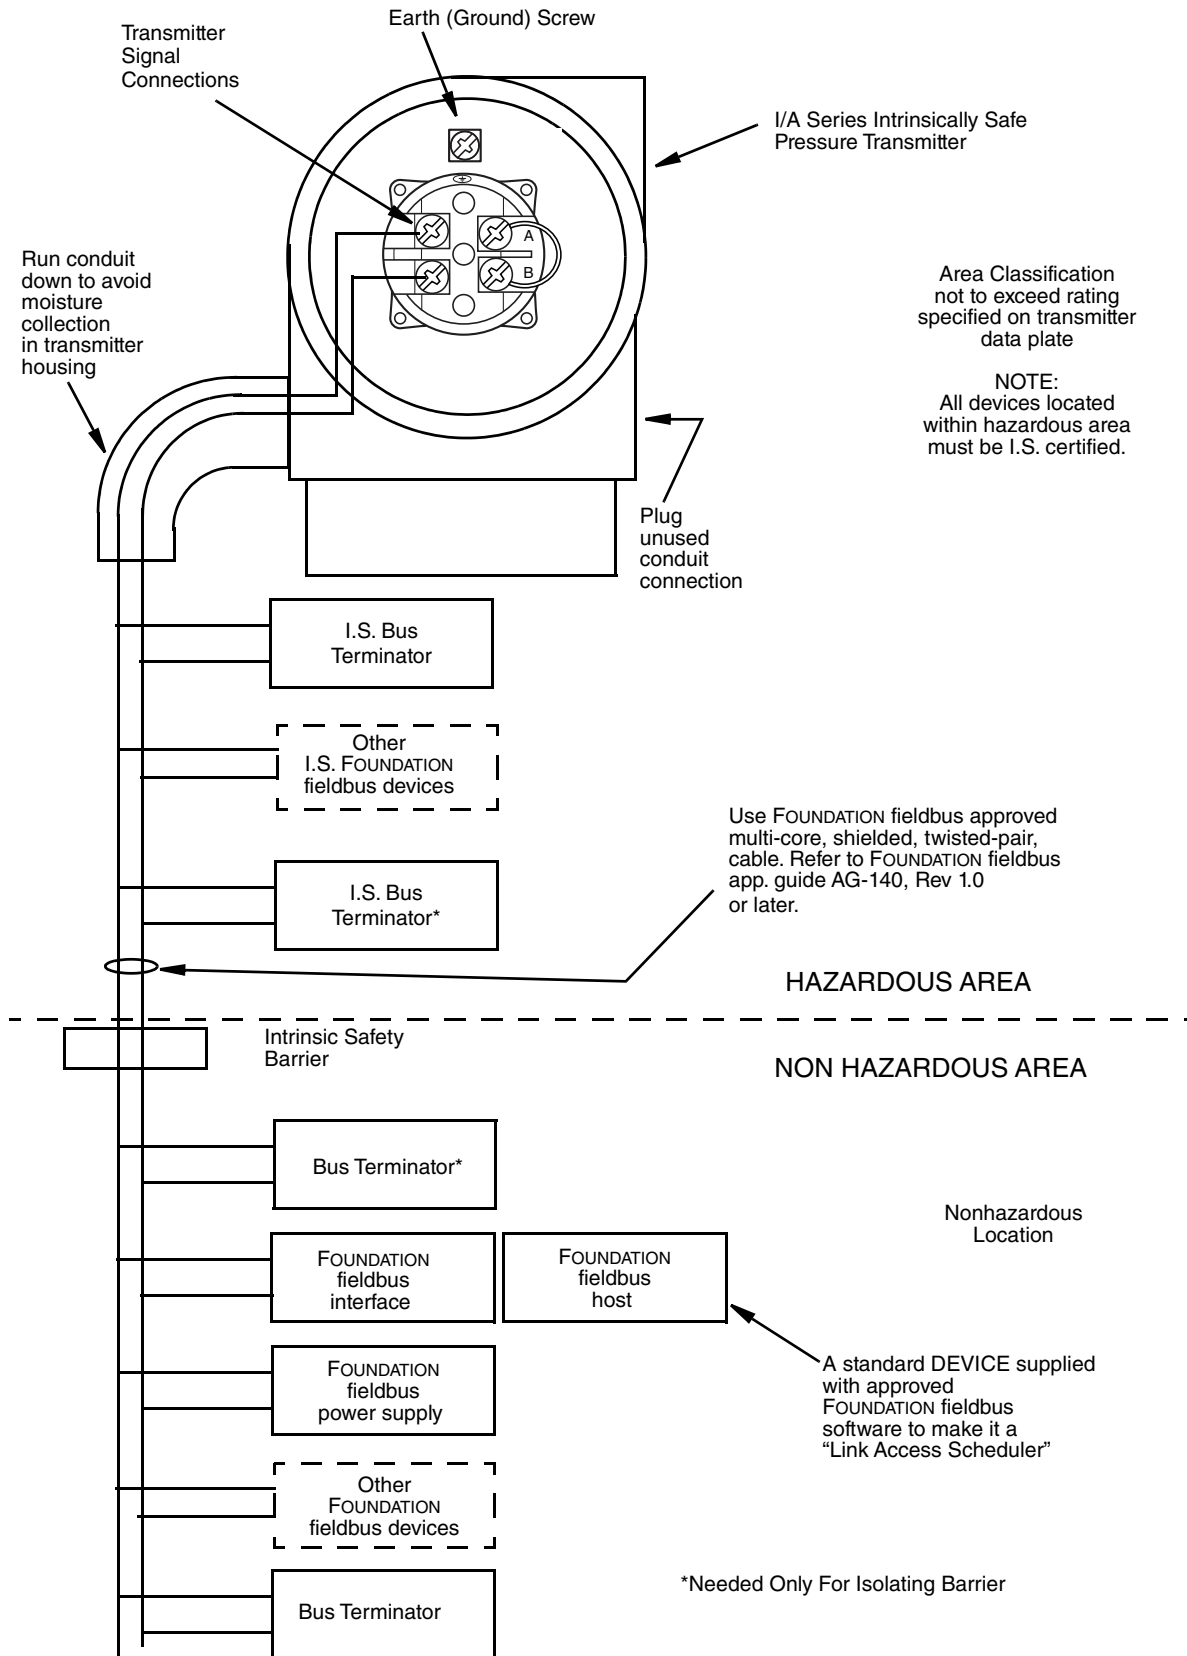 Earth (Ground) Screw
Transmitter
Signal
Connections
I/A Series Intrinsically Safe
Pressure Transmitter
A
B
Run conduit
down to avoid
moisture
collection
in transmitter
housing
Area Classification
not to exceed rating
specified on transmitter
data plate
NOTE:
All devices located
within hazardous area
must be I.S. certified.
Plug
unused
conduit
connection
I.S. Bus
Terminator
Other
I.S. FOUNDATION
fieldbus devices
Use FOUNDATION fieldbus approved
multi-core, shielded, twisted-pair,
cable. Refer to FOUNDATION fieldbus
app. guide AG-140, Rev 1.0
or later.
I.S. Bus
Terminator*
HAZARDOUS AREA
Intrinsic Safety
Barrier
NON HAZARDOUS AREA
Bus Terminator*
Nonhazardous
Location
FOUNDATION
fieldbus
interface
FOUNDATION
fieldbus
host
FOUNDATION
fieldbus
power supply
A standard DEVICE supplied
with approved
FOUNDATION fieldbus
software to make it a
“Link Access Scheduler”
Other
FOUNDATION
fieldbus devices
*Needed Only For Isolating Barrier
Bus Terminator